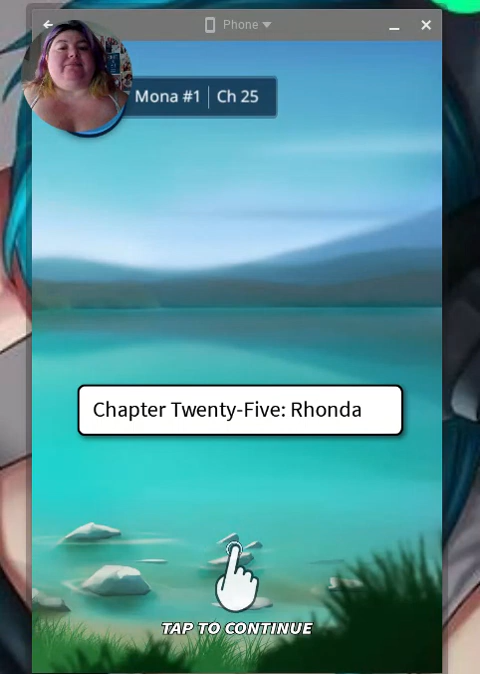 Phone
Mona #1 | Ch 25
Chapter Twenty-Five: Rhonda
TAP TO CONTINUE